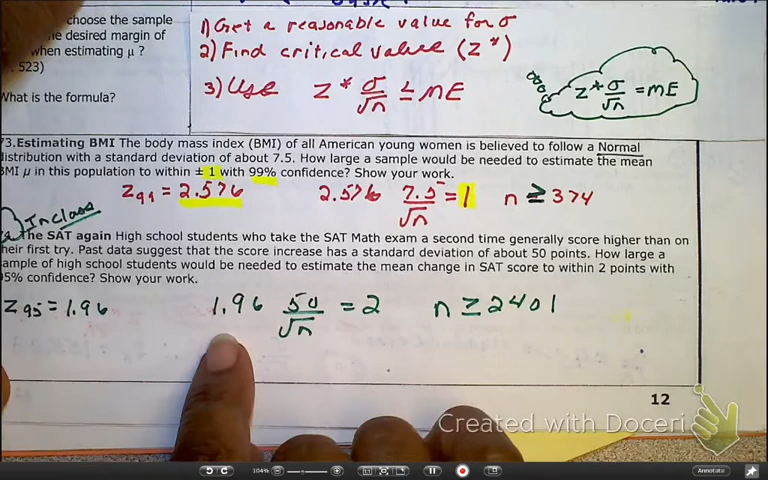 choose the sample
he desired margin of
when estimating μ ?
. 523)
What is the formula?
1) Get a reasonable value for σ
2) Find critical value (z*)
3) Use z* σ/√n ≤ ME
z* σ/√n = ME
73. Estimating BMI The body mass index (BMI) of all American young women is believed to follow a Normal
distribution with a standard deviation of about 7.5. How large a sample would be needed to estimate the mean
BMI μ in this population to within ± 1 with 99% confidence? Show your work.
z99 = 2.576 2.576 7.5/√n = 1 n ≥ 374
Inclass
74. The SAT again High school students who take the SAT Math exam a second time generally score higher than on
their first try. Past data suggest that the score increase has a standard deviation of about 50 points. How large a
sample of high school students would be needed to estimate the mean change in SAT score to within 2 points with
95% confidence? Show your work.
z95 = 1.96 1.96 50/√n = 2 n ≥ 2401
12
Created with Doceri
104%
Annotate